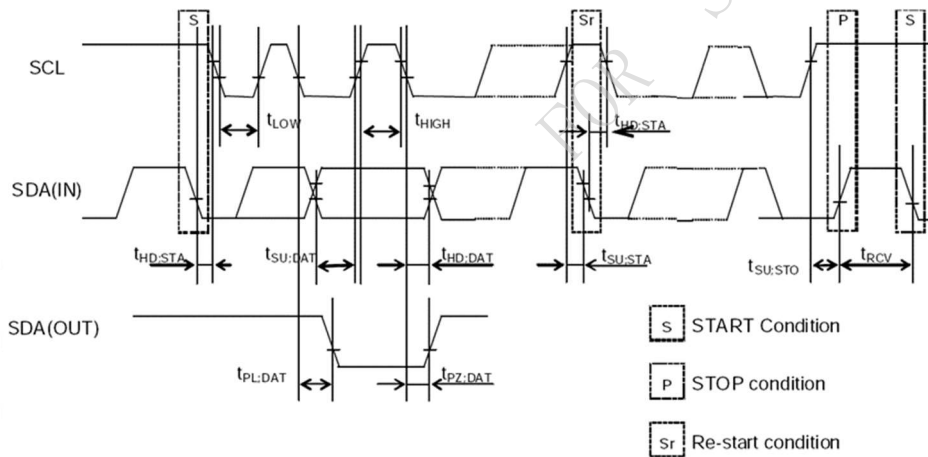 S Sr P S
FOR S
SCL
tLOW tHIGH tHD;STA
SDA(IN)
tHD;STA tSU;DAT tHD;DAT tSU;STA tSU;STO tRCV
SDA(OUT)
S START Condition
tPL;DAT tPZ;DAT
P STOP condition
Sr Re-start condition